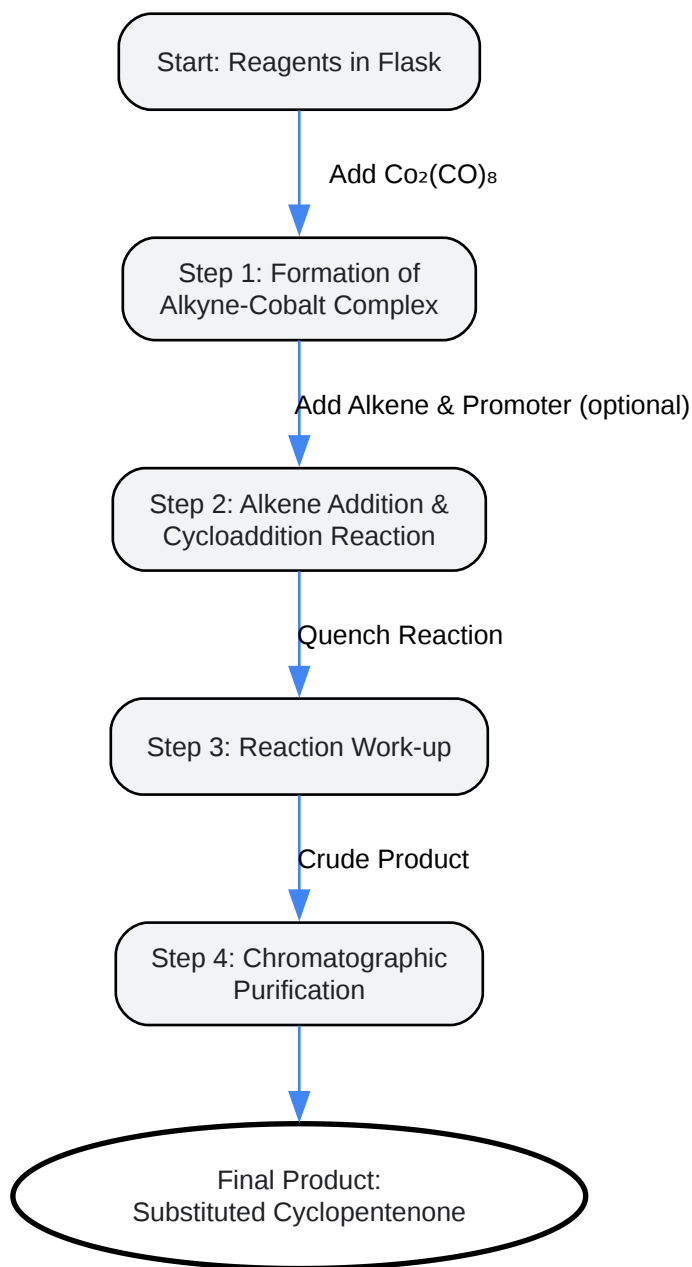 Start: Reagents in Flask
Add Co₂(CO)₈
Step 1: Formation of
Alkyne-Cobalt Complex
Add Alkene & Promoter (optional)
Step 2: Alkene Addition &
Cycloaddition Reaction
Quench Reaction
Step 3: Reaction Work-up
Crude Product
Step 4: Chromatographic
Purification
Final Product:
Substituted Cyclopentenone